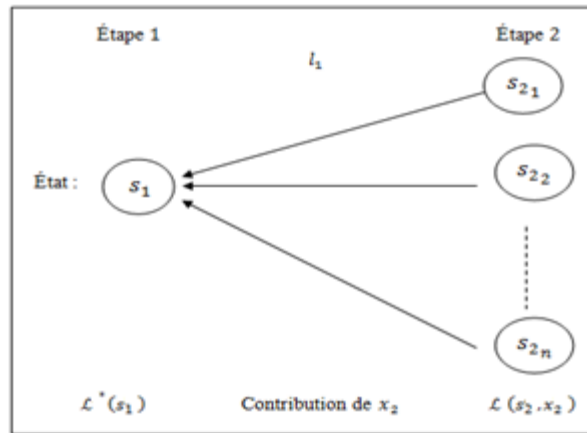 Étape 1 Étape 2
l₁
s₂₁
État : s₁ s₂₂
s₂ₙ
ℒ*(s₁) Contribution de x₂ ℒ(s₂,x₂)